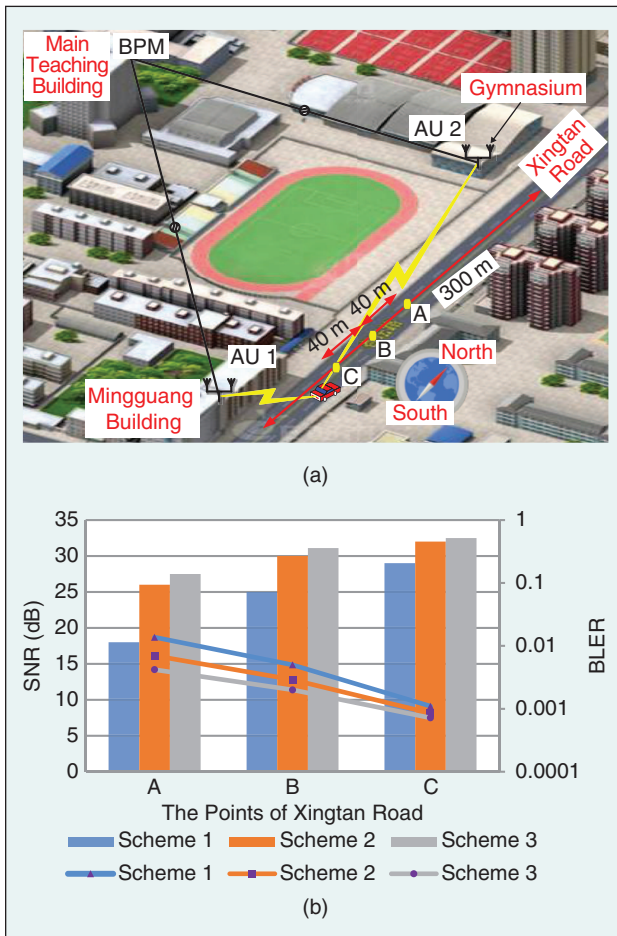 Main
Teaching
Building
BPM
Gymnasium
AU 2
Xingtan
Road
300 m
40 m
40 m
A
B
C
AU 1
Mingguang
Building
North
South
(a)
35
30
25
20
15
10
5
0
SNR (dB)
1
0.1
0.01
0.001
0.0001
BLER
A B C
The Points of Xingtan Road
Scheme 1 Scheme 2 Scheme 3
Scheme 1 Scheme 2 Scheme 3
(b)